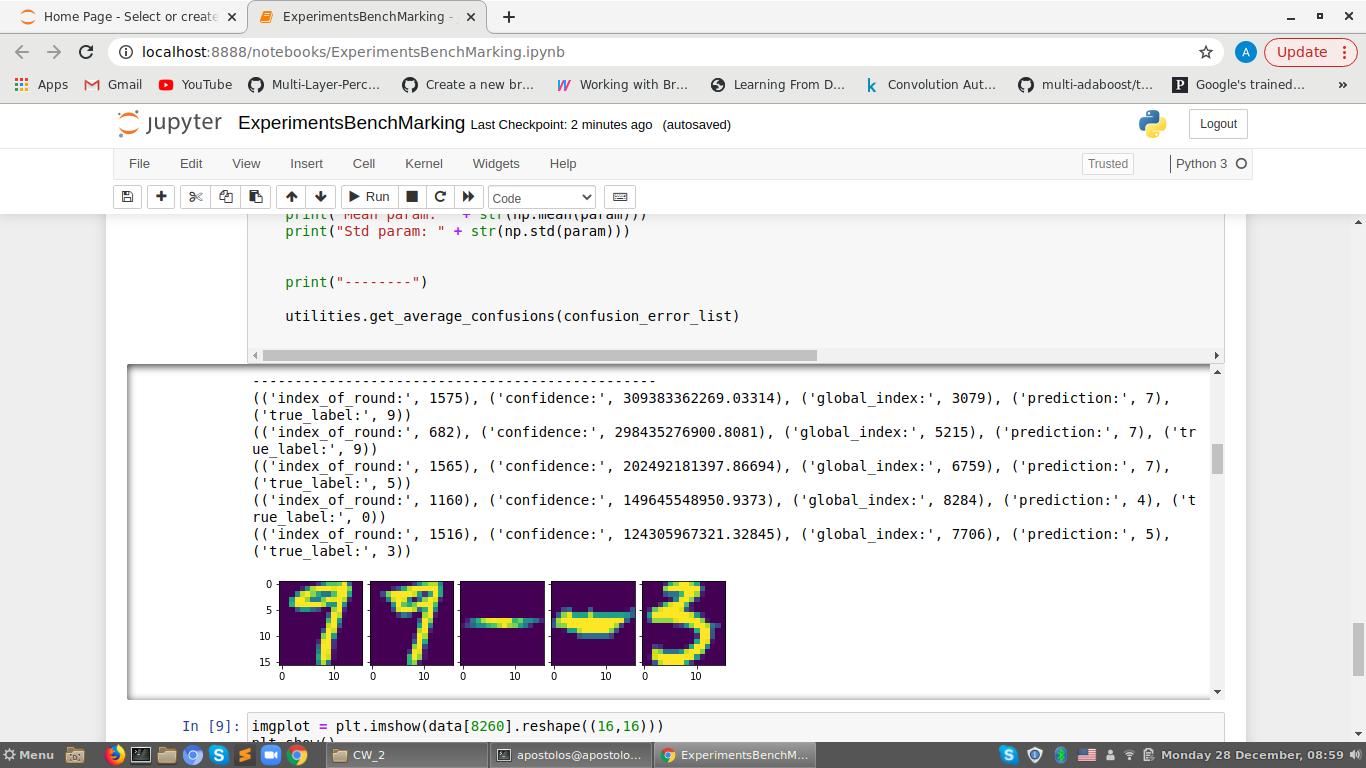 Home Page - Select or create
ExperimentsBenchMarking -
localhost:8888/notebooks/ExperimentsBenchMarking.ipynb
A
Update
Apps
Gmail
YouTube
Multi-Layer-Perc...
Create a new br...
Working with Br...
Learning From D...
Convolution Aut...
multi-adaboost/t...
Google's trained...
»
jupyter
ExperimentsBenchMarking Last Checkpoint: 2 minutes ago (autosaved)
Logout
File Edit View Insert Cell Kernel Widgets Help
Trusted
Python 3
Run
Code
print("Mean param: " + str(np.mean(param)))
print("Std param: " + str(np.std(param)))
print("--------")
utilities.get_average_confusions(confusion_error_list)
------------------------------------------------
(('index_of_round:', 1575), ('confidence:', 309383362269.03314), ('global_index:', 3079), ('prediction:', 7),
('true_label:', 9))
(('index_of_round:', 682), ('confidence:', 298435276900.8081), ('global_index:', 5215), ('prediction:', 7), ('tr
ue_label:', 9))
(('index_of_round:', 1565), ('confidence:', 202492181397.86694), ('global_index:', 6759), ('prediction:', 7),
('true_label:', 5))
(('index_of_round:', 1160), ('confidence:', 149645548950.9373), ('global_index:', 8284), ('prediction:', 4), ('t
rue_label:', 0))
(('index_of_round:', 1516), ('confidence:', 124305967321.32845), ('global_index:', 7706), ('prediction:', 5),
('true_label:', 3))
0
5
10
15
9 9 3
0 10 0 10 0 10 0 10 0 10
In [9]:
imgplot = plt.imshow(data[8260].reshape((16,16)))
plt.show()
Menu
CW_2
apostolos@apostolo...
ExperimentsBenchM...
Monday 28 December, 08:59